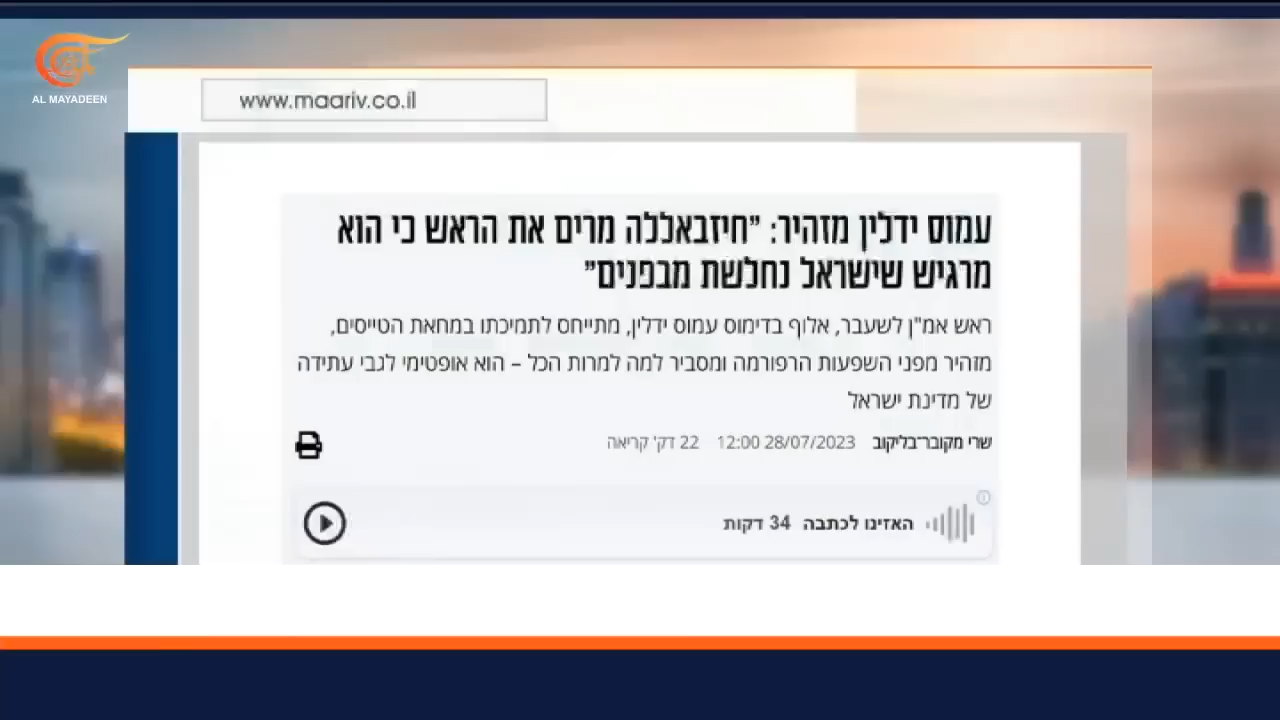 AL MAYADEEN
www.maariv.co.il
עמוס ידלין מזהיר: "חיזבאללה מרים את הראש כי הוא
מרגיש שישראל נחלשת מבפנים"
ראש אמ"ן לשעבר, אלוף בדימוס עמוס ידלין, מתייחס לתמיכתו במחאת הטייסים,
מזהיר מפני השפעות הרפורמה ומסביר למה למרות הכל – הוא אופטימי לגבי עתידה
של מדינת ישראל
שרי מקובר־בליקוב 28/07/2023 12:00 22 דק' קריאה
האזינו לכתבה 34 דקות